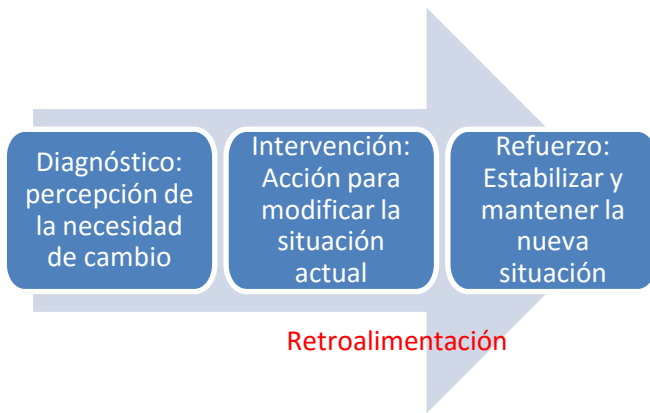 Diagnóstico:
percepción de
la necesidad
de cambio
Intervención:
Acción para
modificar la
situación
actual
Refuerzo:
Estabilizar y
mantener la
nueva
situación
Retroalimentación